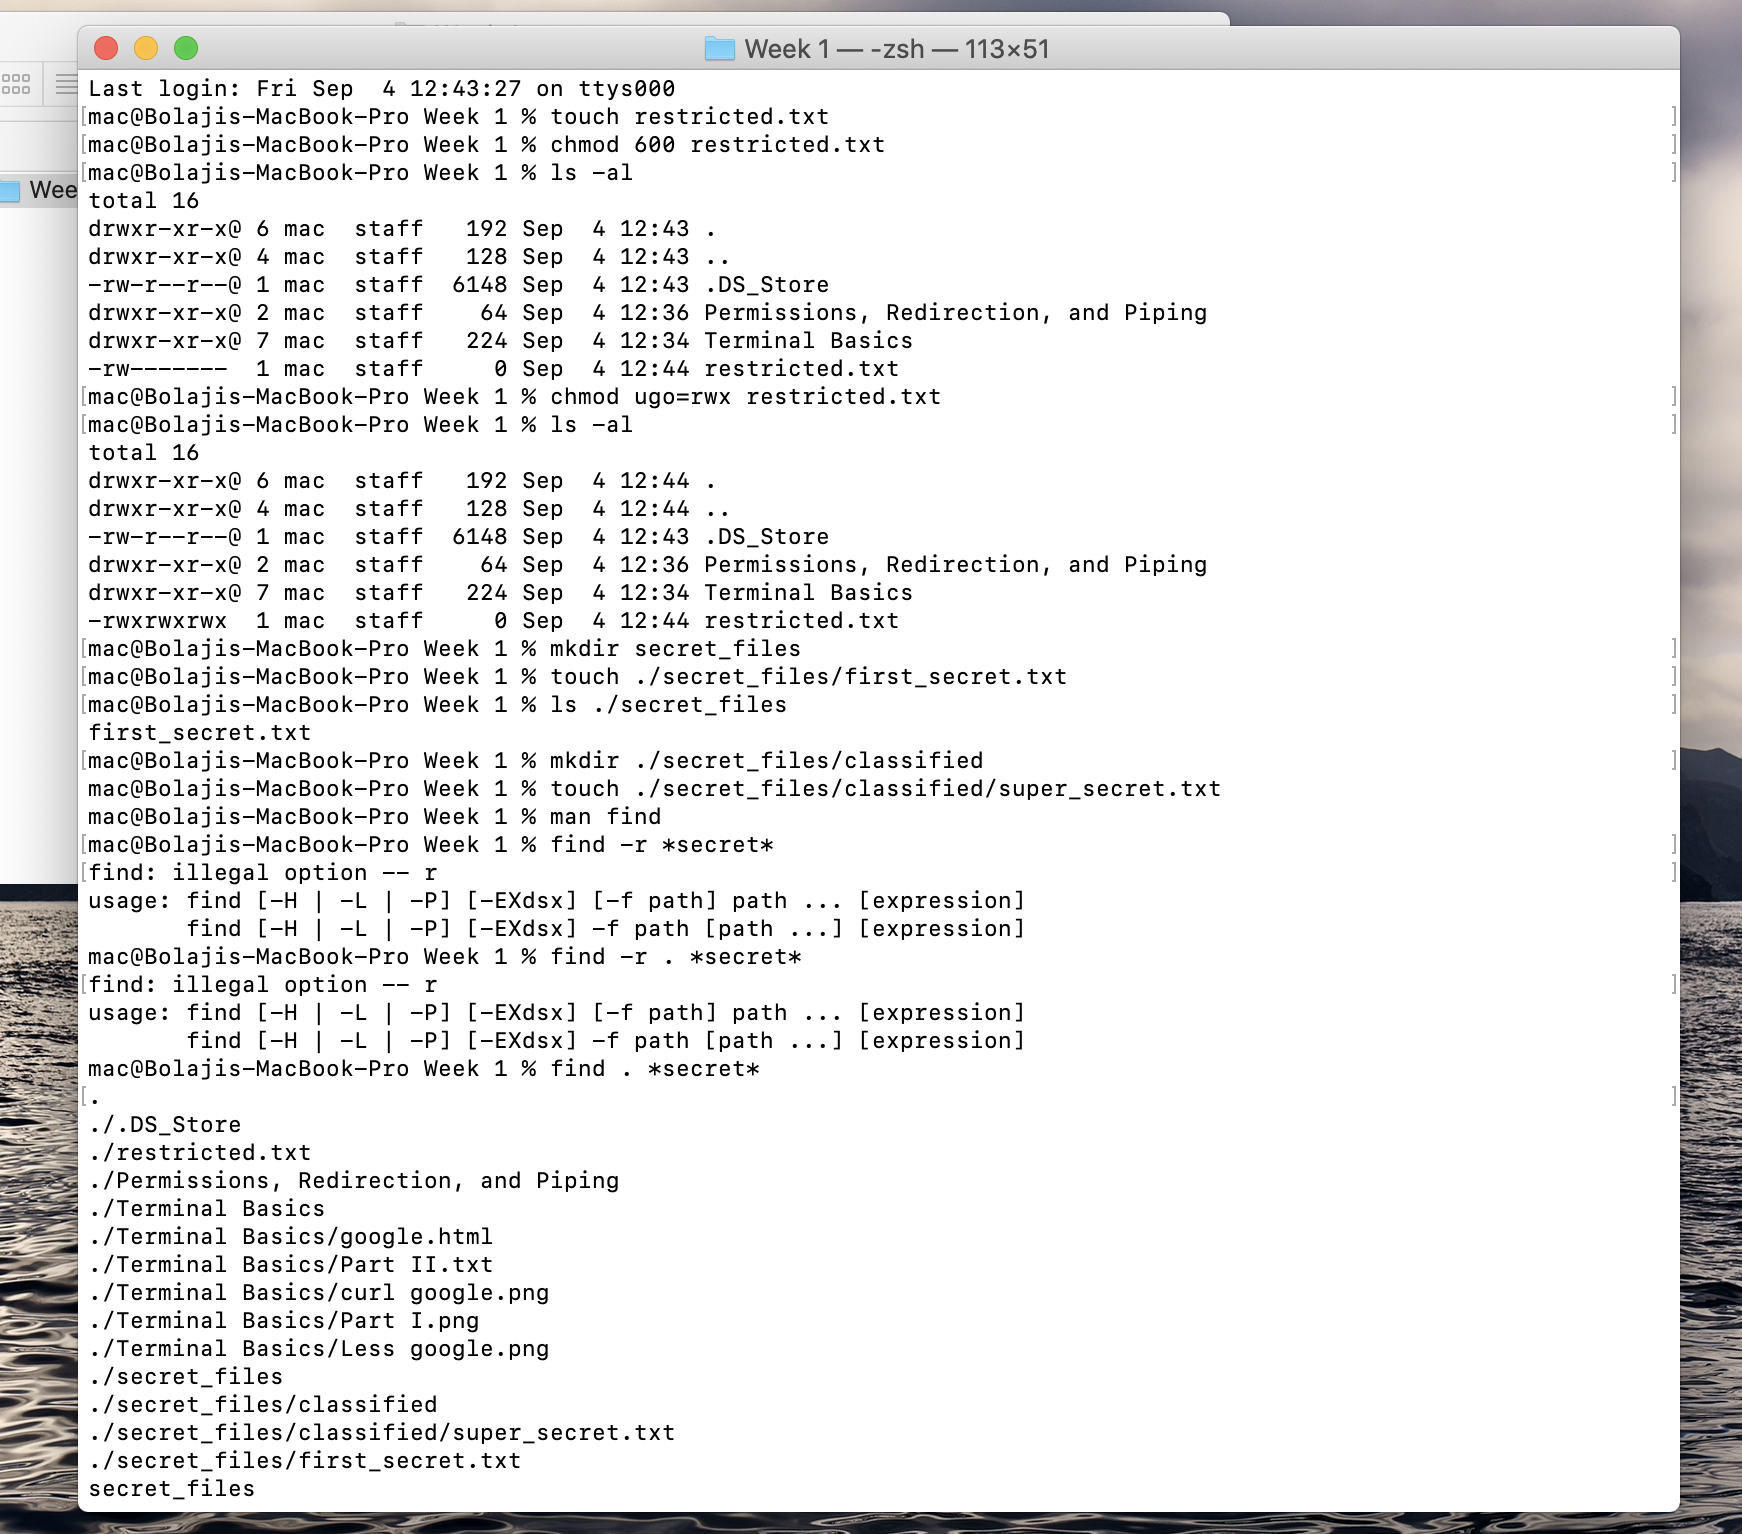 Week 1 — -zsh — 113×51
Last login: Fri Sep  4 12:43:27 on ttys000
[mac@Bolajis-MacBook-Pro Week 1 % touch restricted.txt ]
[mac@Bolajis-MacBook-Pro Week 1 % chmod 600 restricted.txt ]
[mac@Bolajis-MacBook-Pro Week 1 % ls -al ]
Wee
total 16
drwxr-xr-x@ 6 mac  staff   192 Sep  4 12:43 .
drwxr-xr-x@ 4 mac  staff   128 Sep  4 12:43 ..
-rw-r--r--@ 1 mac  staff  6148 Sep  4 12:43 .DS_Store
drwxr-xr-x@ 2 mac  staff    64 Sep  4 12:36 Permissions, Redirection, and Piping
drwxr-xr-x@ 7 mac  staff   224 Sep  4 12:34 Terminal Basics
-rw-------  1 mac  staff     0 Sep  4 12:44 restricted.txt
[mac@Bolajis-MacBook-Pro Week 1 % chmod ugo=rwx restricted.txt ]
[mac@Bolajis-MacBook-Pro Week 1 % ls -al ]
total 16
drwxr-xr-x@ 6 mac  staff   192 Sep  4 12:44 .
drwxr-xr-x@ 4 mac  staff   128 Sep  4 12:44 ..
-rw-r--r--@ 1 mac  staff  6148 Sep  4 12:43 .DS_Store
drwxr-xr-x@ 2 mac  staff    64 Sep  4 12:36 Permissions, Redirection, and Piping
drwxr-xr-x@ 7 mac  staff   224 Sep  4 12:34 Terminal Basics
-rwxrwxrwx  1 mac  staff     0 Sep  4 12:44 restricted.txt
[mac@Bolajis-MacBook-Pro Week 1 % mkdir secret_files ]
[mac@Bolajis-MacBook-Pro Week 1 % touch ./secret_files/first_secret.txt ]
[mac@Bolajis-MacBook-Pro Week 1 % ls ./secret_files ]
first_secret.txt
[mac@Bolajis-MacBook-Pro Week 1 % mkdir ./secret_files/classified ]
mac@Bolajis-MacBook-Pro Week 1 % touch ./secret_files/classified/super_secret.txt
mac@Bolajis-MacBook-Pro Week 1 % man find
[mac@Bolajis-MacBook-Pro Week 1 % find -r *secret* ]
[find: illegal option -- r ]
usage: find [-H | -L | -P] [-EXdsx] [-f path] path ... [expression]
       find [-H | -L | -P] [-EXdsx] -f path [path ...] [expression]
mac@Bolajis-MacBook-Pro Week 1 % find -r . *secret*
[find: illegal option -- r ]
usage: find [-H | -L | -P] [-EXdsx] [-f path] path ... [expression]
       find [-H | -L | -P] [-EXdsx] -f path [path ...] [expression]
mac@Bolajis-MacBook-Pro Week 1 % find . *secret*
[. ]
./.DS_Store
./restricted.txt
./Permissions, Redirection, and Piping
./Terminal Basics
./Terminal Basics/google.html
./Terminal Basics/Part II.txt
./Terminal Basics/curl google.png
./Terminal Basics/Part I.png
./Terminal Basics/Less google.png
./secret_files
./secret_files/classified
./secret_files/classified/super_secret.txt
./secret_files/first_secret.txt
secret_files